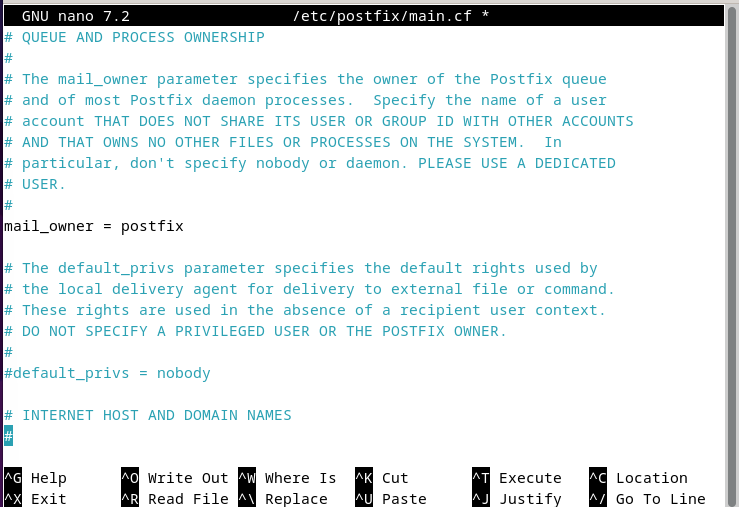 GNU nano 7.2 /etc/postfix/main.cf *
# QUEUE AND PROCESS OWNERSHIP
#
# The mail_owner parameter specifies the owner of the Postfix queue
# and of most Postfix daemon processes.  Specify the name of a user
# account THAT DOES NOT SHARE ITS USER OR GROUP ID WITH OTHER ACCOUNTS
# AND THAT OWNS NO OTHER FILES OR PROCESSES ON THE SYSTEM.  In
# particular, don't specify nobody or daemon. PLEASE USE A DEDICATED
# USER.
#
mail_owner = postfix

# The default_privs parameter specifies the default rights used by
# the local delivery agent for delivery to external file or command.
# These rights are used in the absence of a recipient user context.
# DO NOT SPECIFY A PRIVILEGED USER OR THE POSTFIX OWNER.
#
#default_privs = nobody

# INTERNET HOST AND DOMAIN NAMES
#
^G Help ^O Write Out ^W Where Is ^K Cut ^T Execute ^C Location
^X Exit ^R Read File ^\ Replace ^U Paste ^J Justify ^/ Go To Line